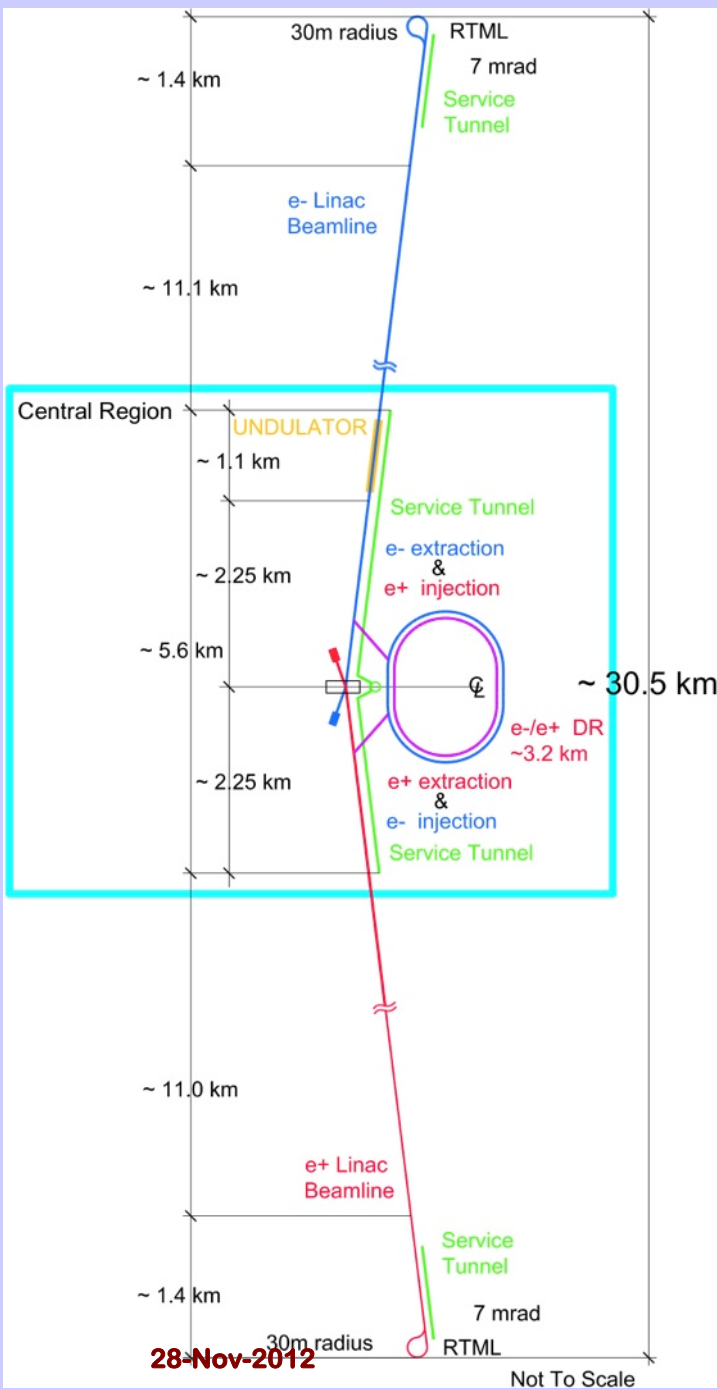 30m radius
RTML
~ 1.4 km
7 mrad
Service
Tunnel
e- Linac
Beamline
~ 11.1 km
Central Region
UNDULATOR
~ 1.1 km
Service Tunnel
e- extraction
&
e+ injection
~ 2.25 km
~ 5.6 km
℄
~ 30.5 km
e-/e+ DR
~3.2 km
~ 2.25 km
e+ extraction
&
e- injection
Service Tunnel
~ 11.0 km
e+ Linac
Beamline
Service
Tunnel
~ 1.4 km
7 mrad
30m radius
RTML
28-Nov-2012
Not To Scale